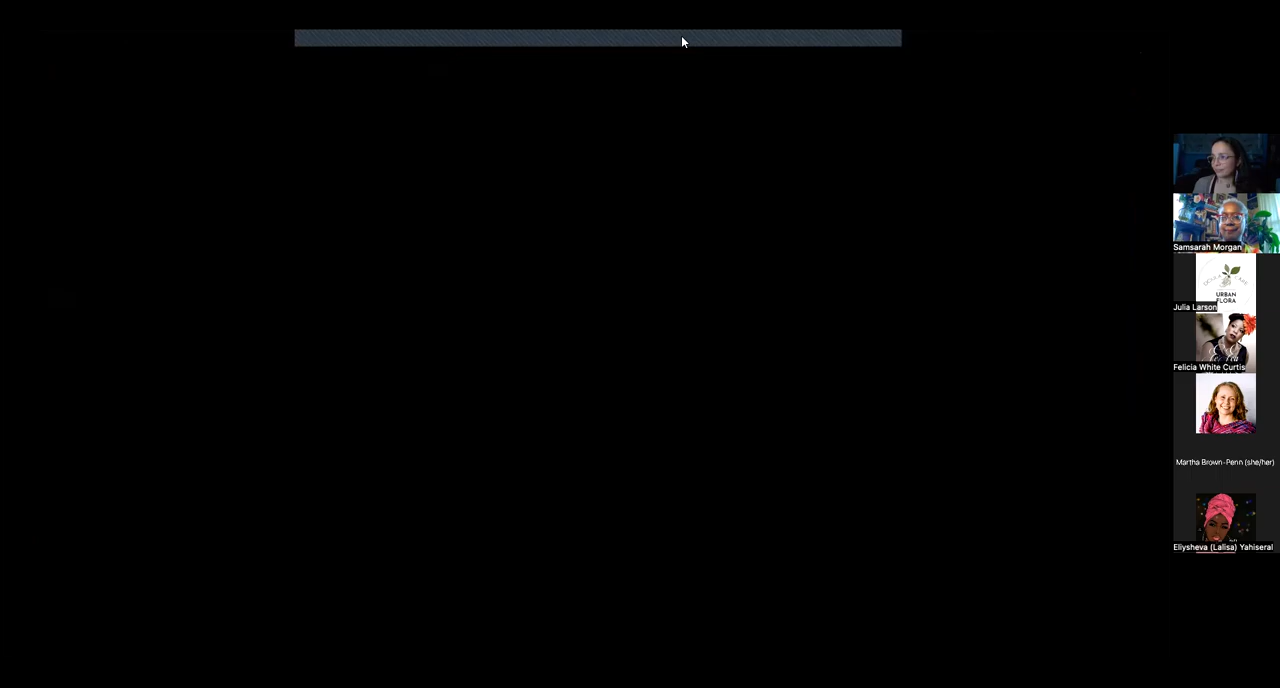 Samsarah Morgan
URBAN
FLORA
Julia Larson
Felicia White Curtis
Martha Brown-Penn (she/her)
Eliysheva (Lalisa) Yahiseral